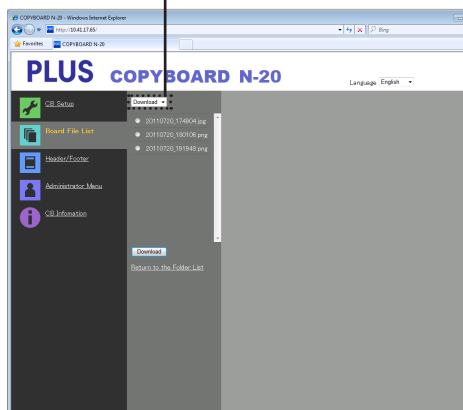 COPYBOARD N-20 - Windows Internet Explorer
http://10.41.17.65/
Bing
Favorites COPYBOARD N-20
PLUS COPYBOARD N-20
Language English
CB Setup
Download
Board File List
20110720_174904.jpg
20110720_180106.png
20110720_191948.png
Header/Footer
Administrator Menu
CB Infomation
Download
Return to the Folder List